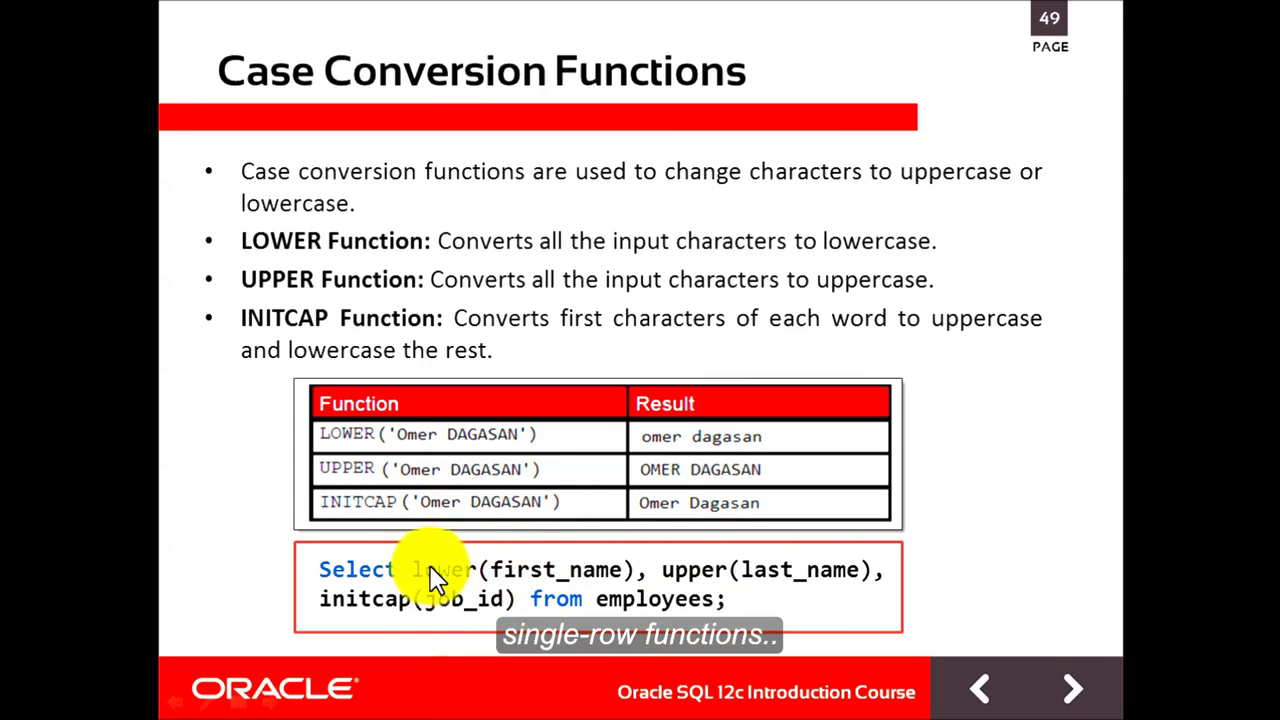 49
PAGE
Case Conversion Functions
• Case conversion functions are used to change characters to uppercase or
lowercase.
• LOWER Function: Converts all the input characters to lowercase.
• UPPER Function: Converts all the input characters to uppercase.
• INITCAP Function: Converts first characters of each word to uppercase
and lowercase the rest.
Function Result
LOWER ('Omer DAGASAN') omer dagasan
UPPER ('Omer DAGASAN') OMER DAGASAN
INITCAP ('Omer DAGASAN') Omer Dagasan
Select lower(first_name), upper(last_name),
initcap(job_id) from employees;
single-row functions..
ORACLE®
Oracle SQL 12c Introduction Course